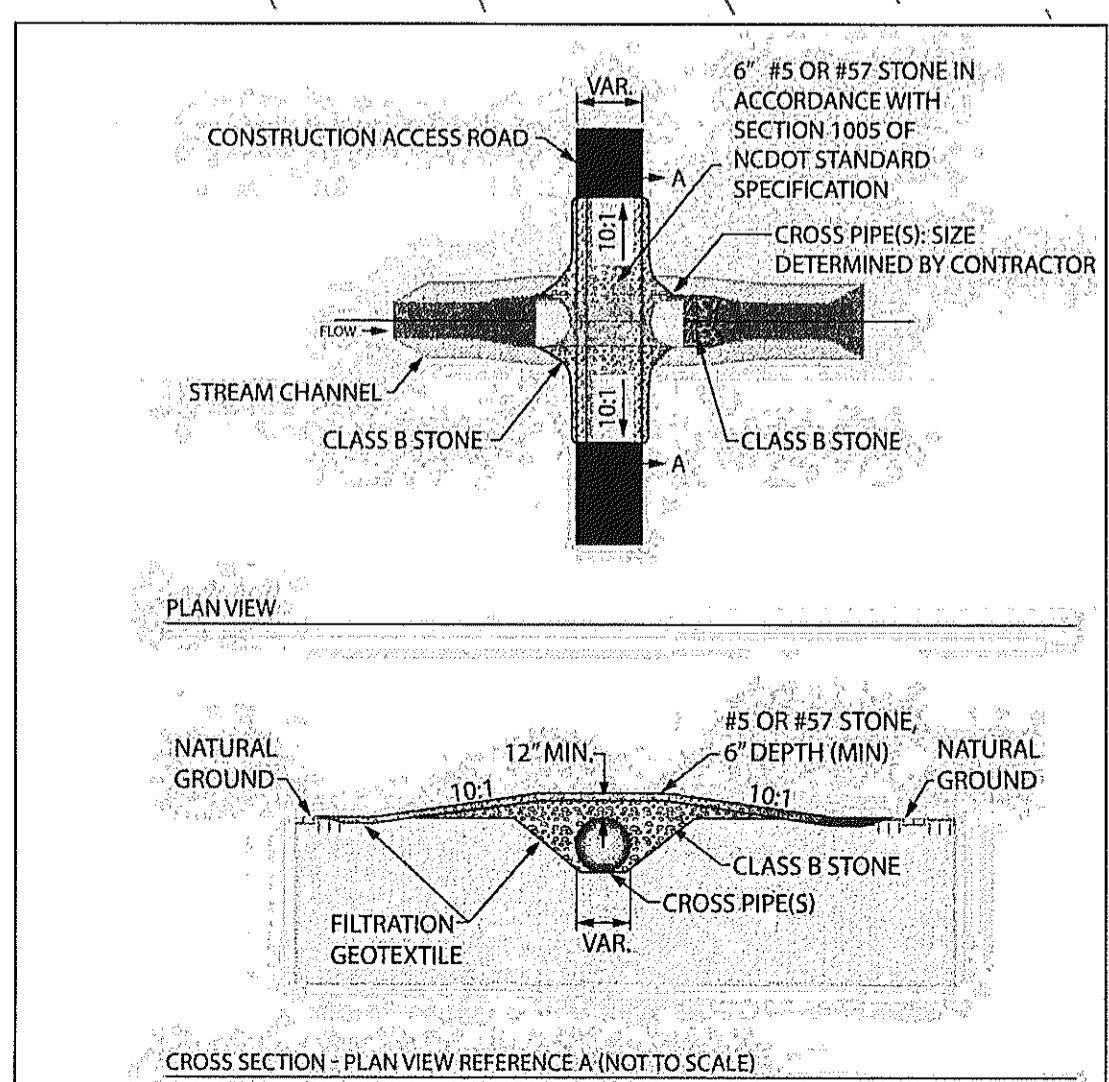 VAR.
6" #5 OR #57 STONE IN
ACCORDANCE WITH
SECTION 1005 OF
NCDOT STANDARD
SPECIFICATION
CONSTRUCTION ACCESS ROAD
A
10:1
CROSS PIPE(S): SIZE
DETERMINED BY CONTRACTOR
FLOW
STREAM CHANNEL
10:1
CLASS B STONE
CLASS B STONE
A
PLAN VIEW
#5 OR #57 STONE,
6" DEPTH (MIN)
NATURAL
GROUND
12" MIN.
NATURAL
GROUND
10:1
10:1
CLASS B STONE
CROSS PIPE(S)
FILTRATION
GEOTEXTILE
VAR.
CROSS SECTION - PLAN VIEW REFERENCE A (NOT TO SCALE)